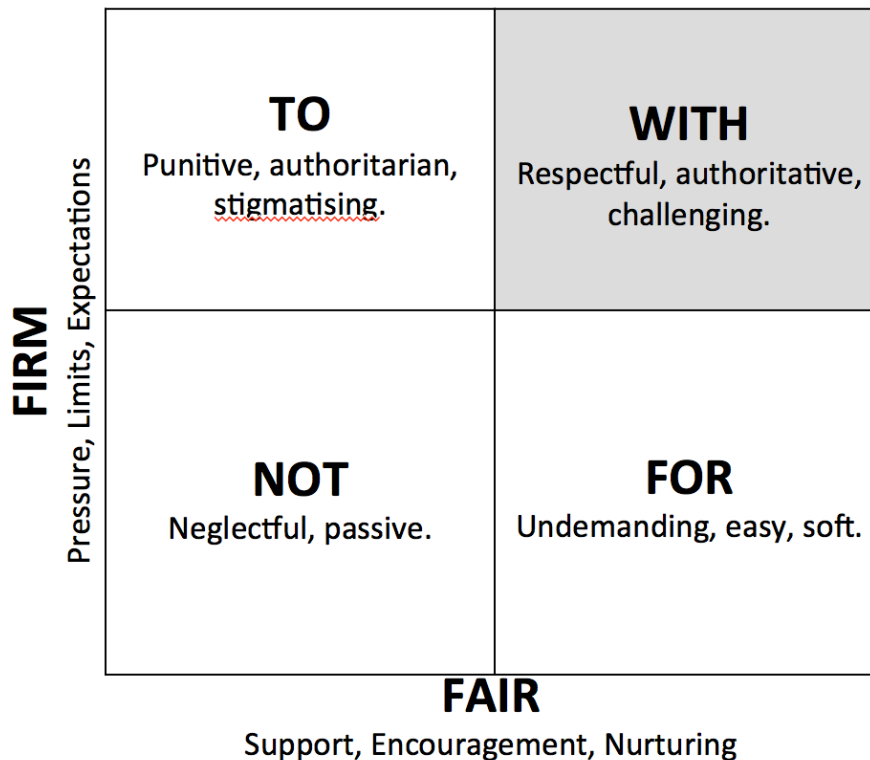 TO
Punitive, authoritarian,
stigmatising.
WITH
Respectful, authoritative,
challenging.
FIRM
Pressure, Limits, Expectations
NOT
Neglectful, passive.
FOR
Undemanding, easy, soft.
FAIR
Support, Encouragement, Nurturing